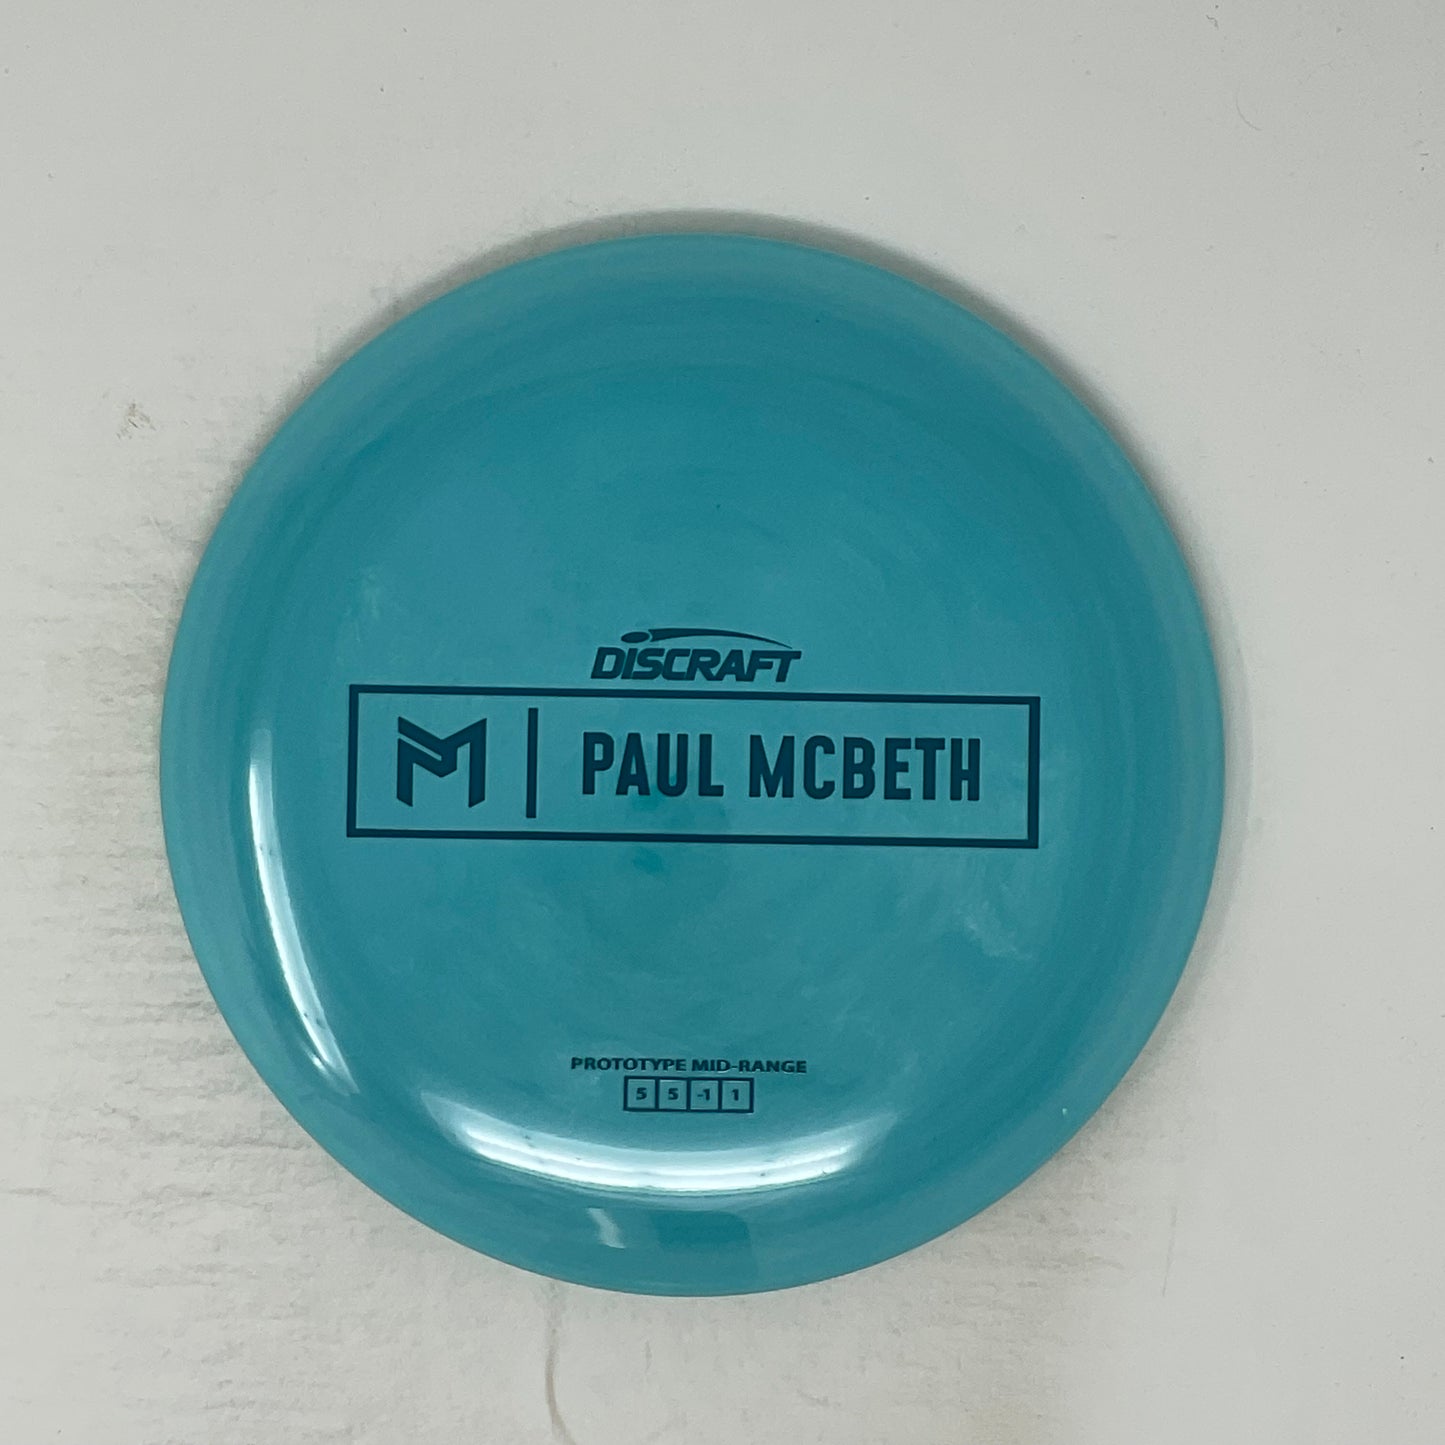 DISCRAFT
M | PAUL MCBETH
PROTOTYPE MID-RANGE
5 5 -1 1